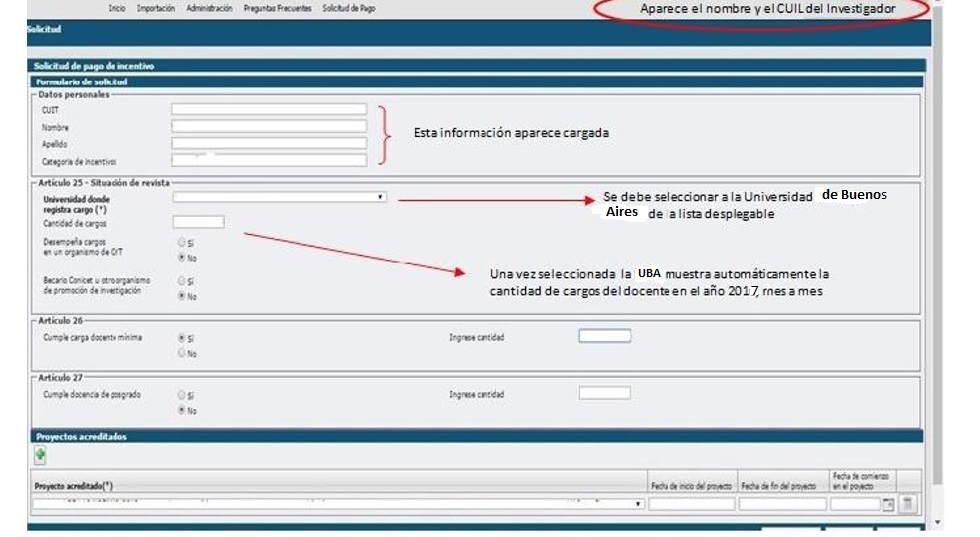 Inicio Importación Administración Preguntas Frecuentes Solicitud de Pago
Aparece el nombre y el CUIL del Investigador
Solicitud
Solicitud de pago de incentivo
Formulario de solicitud
Datos personales
CUIT
Nombre
Apellido
Categoria de incentivos
Esta información aparece cargada
Artículo 25 - Situación de revista
Universidad donde
registra cargo (*)
Se debe seleccionar a la Universidad de Buenos
Aires de la lista desplegable
Cantidad de cargos
Desempeña cargos
en un organismo de CIT
Sí
No
Becario Conicet u otro organismo
de promoción de investigación
Sí
No
Una vez seleccionada la UBA muestra automáticamente la
cantidad de cargos del docente en el año 2017, mes a mes
Artículo 26
Cumple carga docente mínima
Sí
No
Ingrese cantidad
Artículo 27
Cumple docencia de posgrado
Sí
No
Ingrese cantidad
Proyectos acreditados
Proyecto acreditado(*)
Fecha de inicio del proyecto
Fecha de fin del proyecto
Fecha de comienzo
en el poyecto